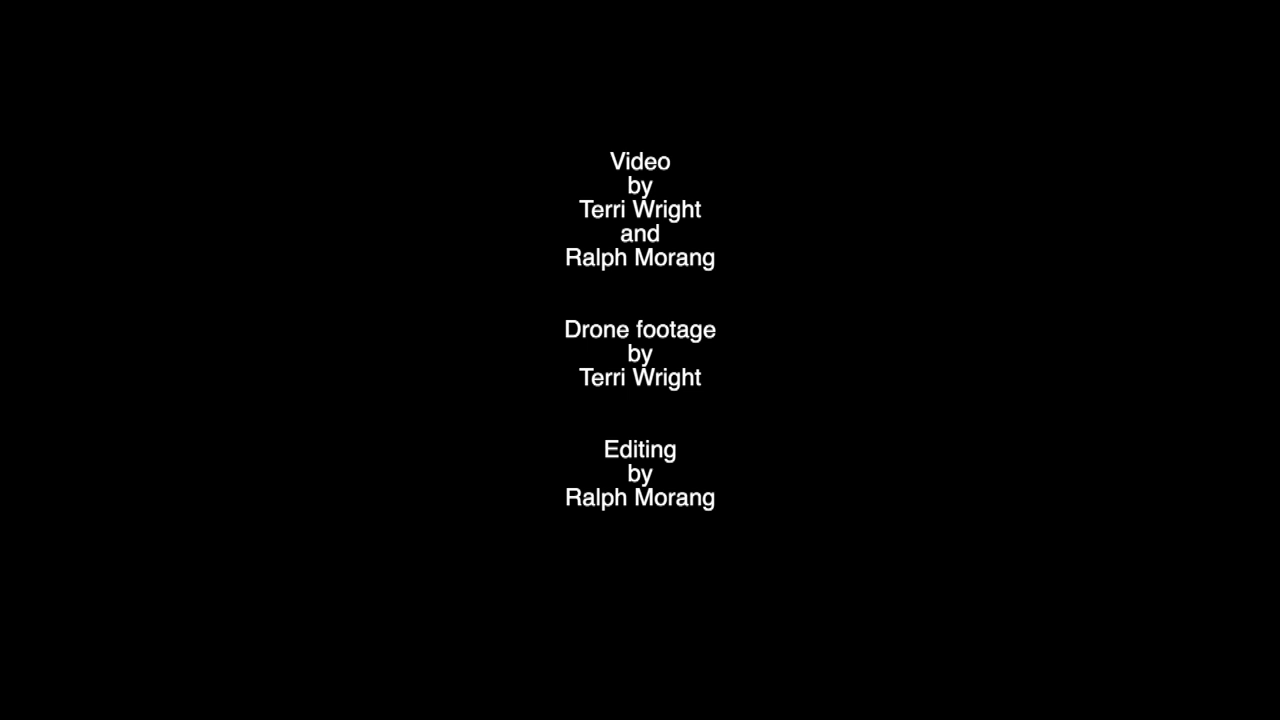 Video
by
Terri Wright
and
Ralph Morang
Drone footage
by
Terri Wright
Editing
by
Ralph Morang